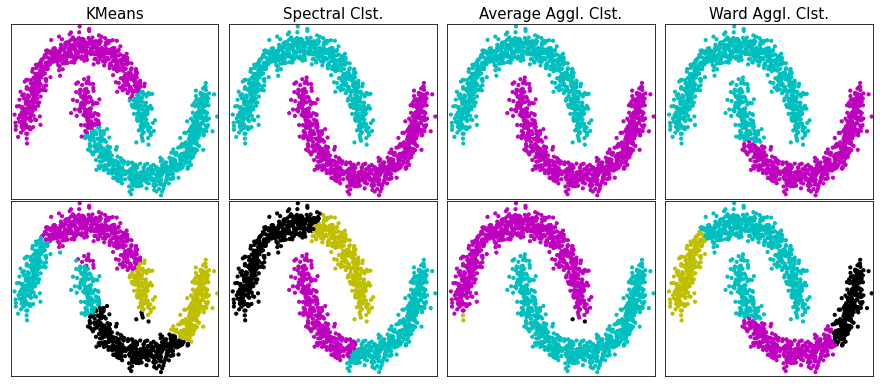 KMeans
Spectral Clst.
Average Aggl. Clst.
Ward Aggl. Clst.